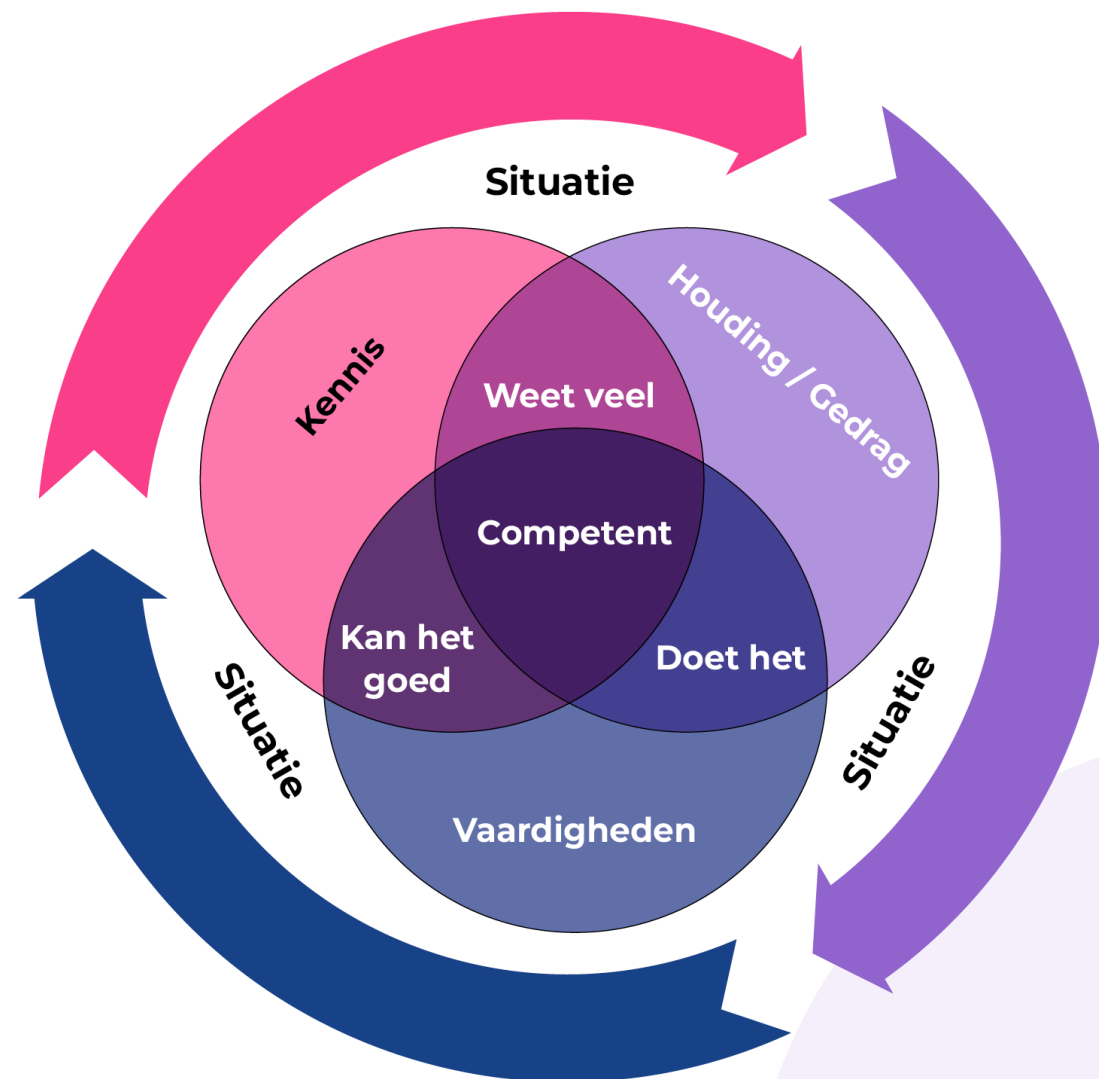 Situatie
Kennis
Houding / Gedrag
Weet veel
Competent
Kan het
goed
Doet het
Situatie
Situatie
Vaardigheden